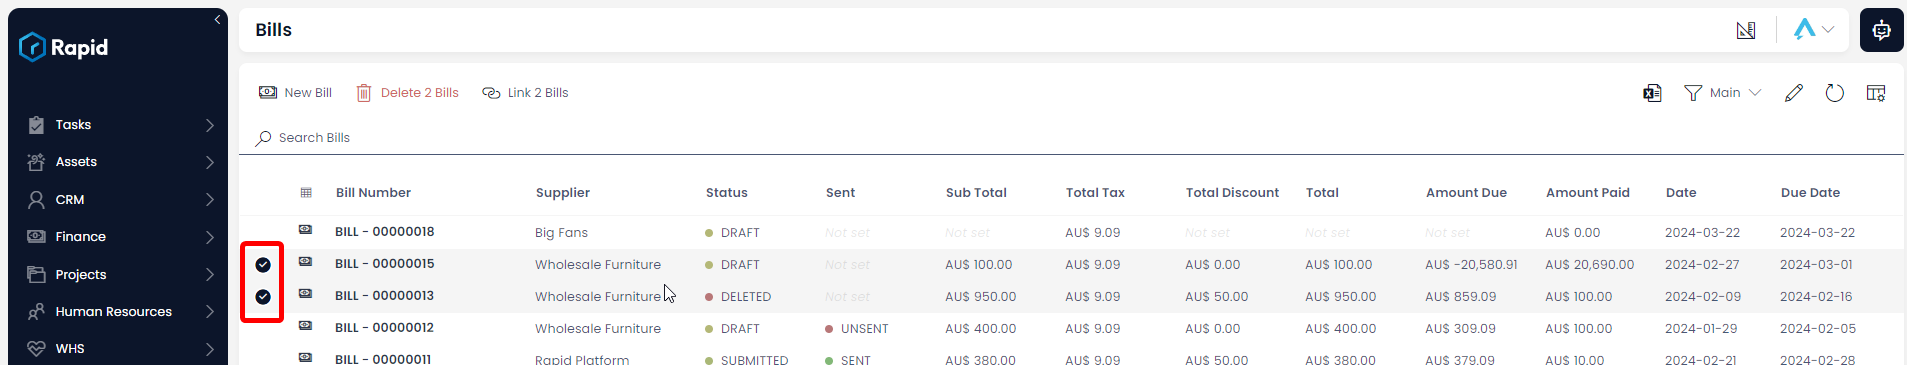 Bills
Rapid
New Bill Delete 2 Bills Link 2 Bills Main
Tasks
Search Bills
Assets
Bill Number Supplier Status Sent Sub Total Total Tax Total Discount Total Amount Due Amount Paid Date Due Date
CRM
BILL - 00000018 Big Fans DRAFT Not set Not set AU$ 9.09 Not set Not set Not set AU$ 0.00 2024-03-22 2024-03-22
Finance
BILL - 00000015 Wholesale Furniture DRAFT Not set AU$ 100.00 AU$ 9.09 AU$ 0.00 AU$ 100.00 AU$ -20,580.91 AU$ 20,690.00 2024-02-27 2024-03-01
Projects
BILL - 00000013 Wholesale Furniture DELETED Not set AU$ 950.00 AU$ 9.09 AU$ 50.00 AU$ 950.00 AU$ 859.09 AU$ 100.00 2024-02-09 2024-02-16
Human Resources
BILL - 00000012 Wholesale Furniture DRAFT UNSENT AU$ 400.00 AU$ 9.09 AU$ 0.00 AU$ 400.00 AU$ 309.09 AU$ 100.00 2024-01-29 2024-02-05
WHS
BILL - 00000011 Rapid Platform SUBMITTED SENT AU$ 380.00 AU$ 9.09 AU$ 50.00 AU$ 380.00 AU$ 379.09 AU$ 10.00 2024-02-21 2024-02-28